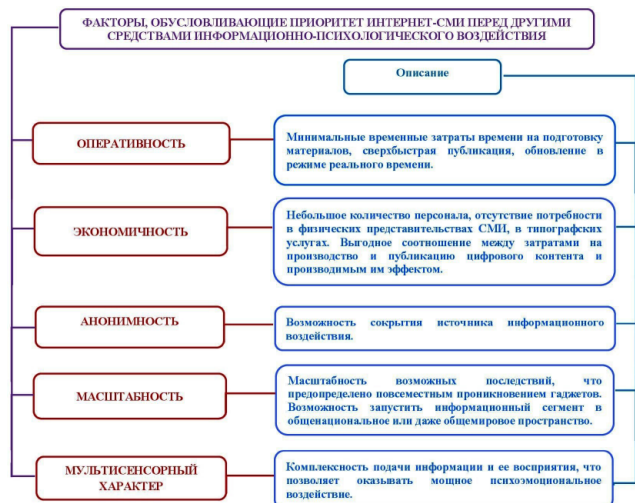 ФАКТОРЫ, ОБУСЛОВЛИВАЮЩИЕ ПРИОРИТЕТ ИНТЕРНЕТ-СМИ ПЕРЕД ДРУГИМИ
СРЕДСТВАМИ ИНФОРМАЦИОННО-ПСИХОЛОГИЧЕСКОГО ВОЗДЕЙСТВИЯ
Описание
ОПЕРАТИВНОСТЬ
Минимальные временные затраты времени на подготовку
материалов, сверхбыстрая публикация, обновление в
режиме реального времени.
ЭКОНОМИЧНОСТЬ
Небольшое количество персонала, отсутствие потребности
в физических представительствах СМИ, в типографских
услугах. Выгодное соотношение между затратами на
производство и публикацию цифрового контента и
производимым им эффектом.
АНОНИМНОСТЬ
Возможность сокрытия источника информационного
воздействия.
МАСШТАБНОСТЬ
Масштабность возможных последствий, что
предопределено повсеместным проникновением гаджетов.
Возможность запустить информационный сегмент в
общенациональное или даже общемировое пространство.
МУЛЬТИСЕНСОРНЫЙ
ХАРАКТЕР
Комплексность подачи информации и ее восприятия, что
позволяет оказывать мощное психоэмоциональное
воздействие.